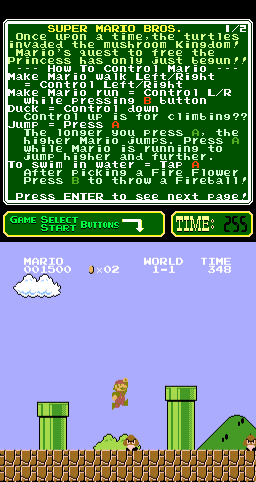 SUPER MARIO BROS. 1/2
Once upon a time,the turtles
invaded the mushroom Kingdom!
Mario's quest to free the
Princess has only just begun!!
--- How To Control Mario ---
Make Mario walk Left/Right
= Control Left/Right
Make Mario run = Control L/R
while pressing B button
Duck = Control down
Control up is for climbing??
Jump = Press A
The longer you press A, the
higher Mario jumps. Press A
while Mario is running to
jump higher and further.
To swim in water = Tap A
After picking a Fire Flower
Press B to throw a Fireball!
Press ENTER to see next page!
GAME SELECT
START BUTTONS
TIME: 255
MARIO WORLD TIME
001500 ×02 1-1 348